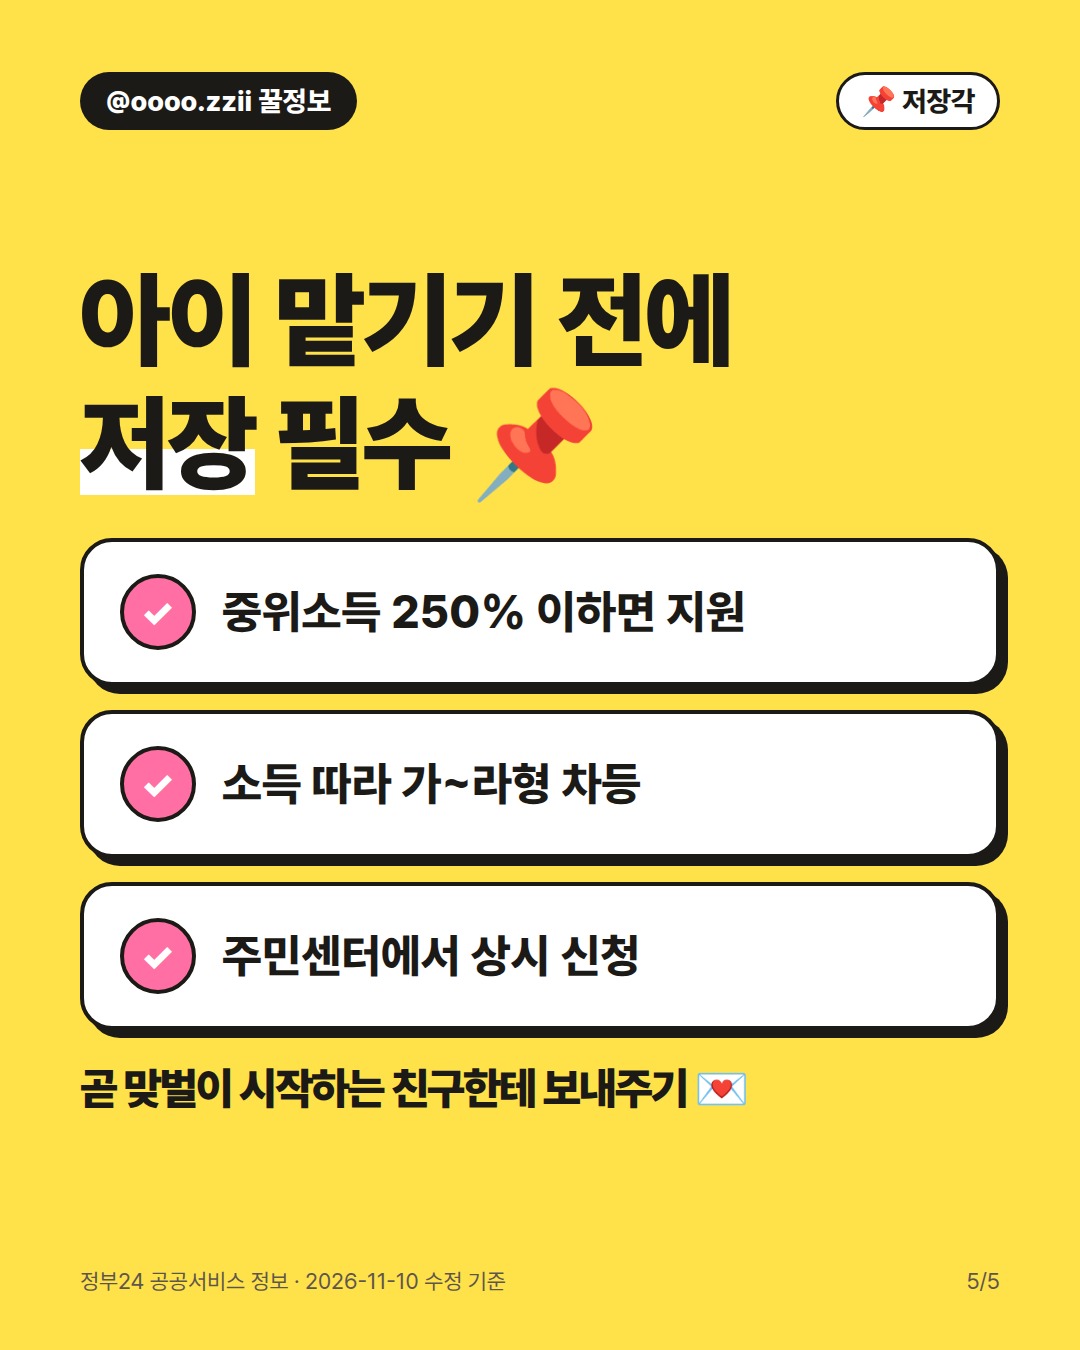 @oooo.zzii 꿀정보
📌 저장각
아이 맡기기 전에
저장 필수 📌
중위소득 250% 이하면 지원
소득 따라 가~라형 차등
주민센터에서 상시 신청
곧 맞벌이 시작하는 친구한테 보내주기 💌
정부24 공공서비스 정보 · 2026-11-10 수정 기준
5/5